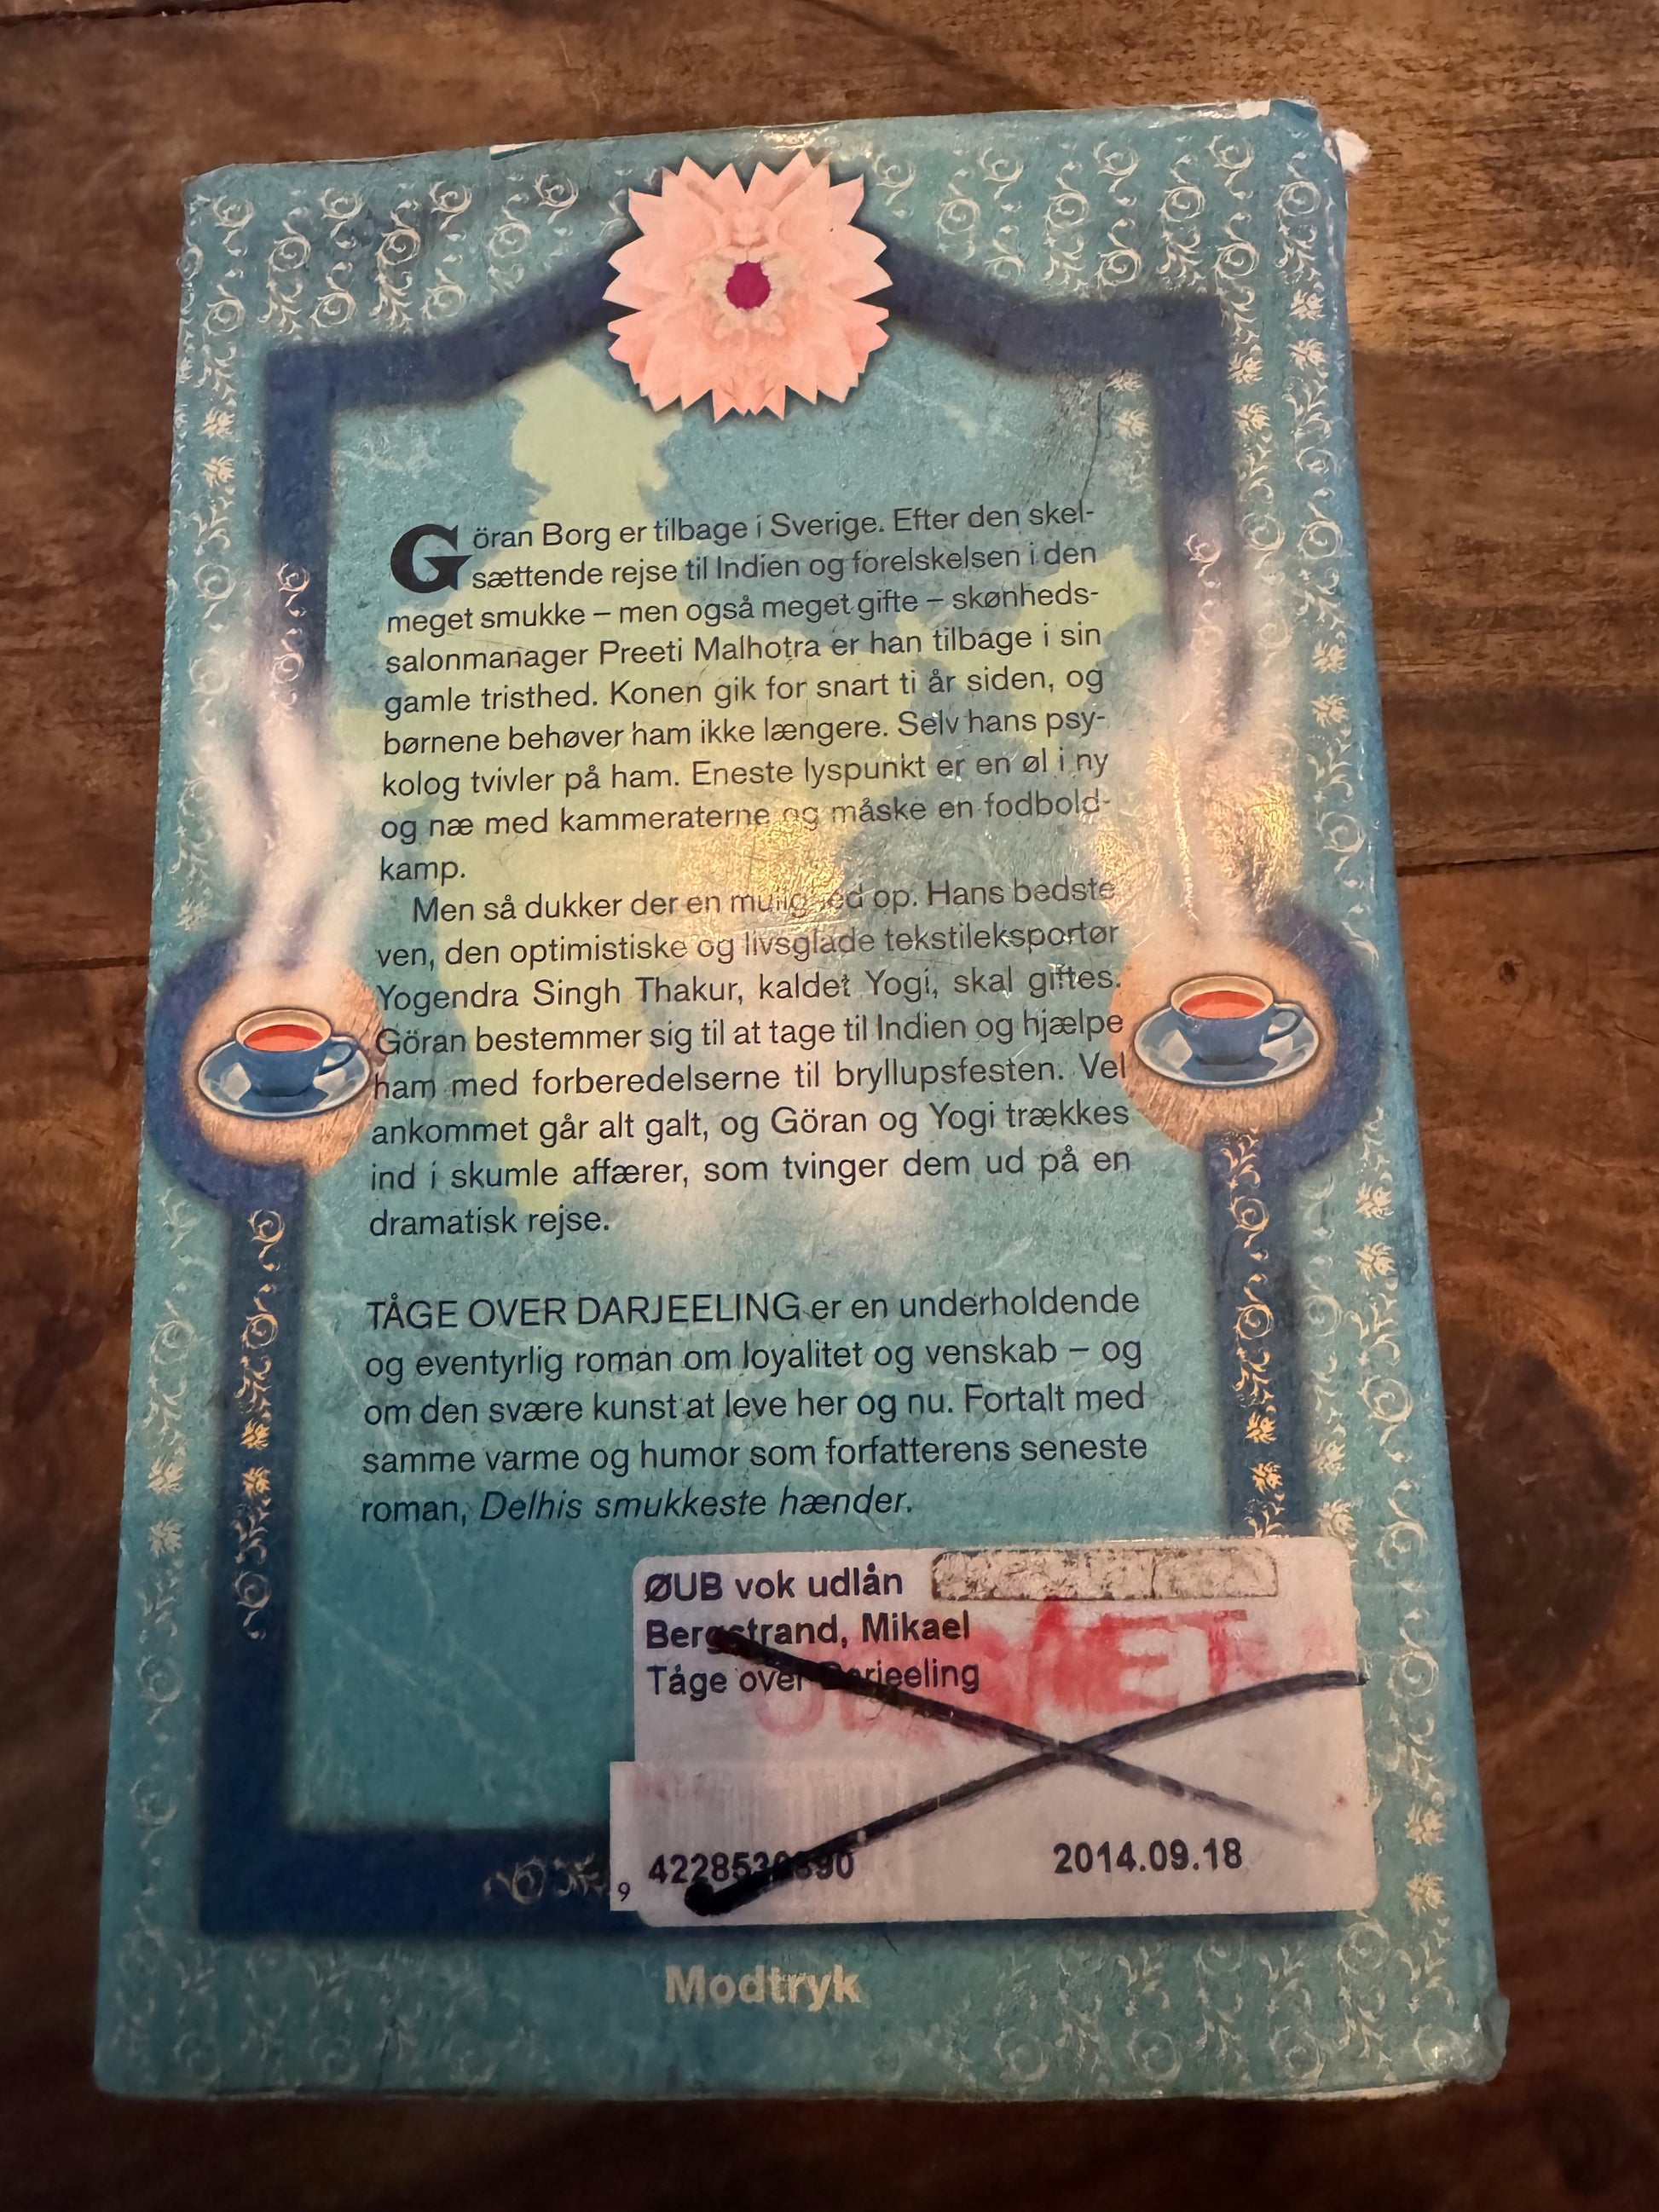 Göran Borg er tilbage i Sverige. Efter den skel-
sættende rejse til Indien og forelskelsen i den
meget smukke – men også meget gifte – skønheds-
salonmanager Preeti Malhotra er han tilbage i sin
gamle tristhed. Konen gik for snart ti år siden, og
børnene behøver ham ikke længere. Selv hans psy-
kolog tvivler på ham. Eneste lyspunkt er en øl i ny
og næ med kammeraterne og måske en fodbold-
kamp.
Men så dukker der en mulighed op. Hans bedste
ven, den optimistiske og livsglade tekstileksportør
Yogendra Singh Thakur, kaldet Yogi, skal giftes.
Göran bestemmer sig til at tage til Indien og hjælpe
ham med forberedelserne til bryllupsfesten. Vel
ankommet går alt galt, og Göran og Yogi trækkes
ind i skumle affærer, som tvinger dem ud på en
dramatisk rejse.
TÅGE OVER DARJEELING er en underholdende
og eventyrlig roman om loyalitet og venskab – og
om den svære kunst at leve her og nu. Fortalt med
samme varme og humor som forfatterens seneste
roman, Delhis smukkeste hænder.
ØUB vok udlån
Bergstrand, Mikael
Tåge over Darjeeling
2014.09.18
9
Modtryk